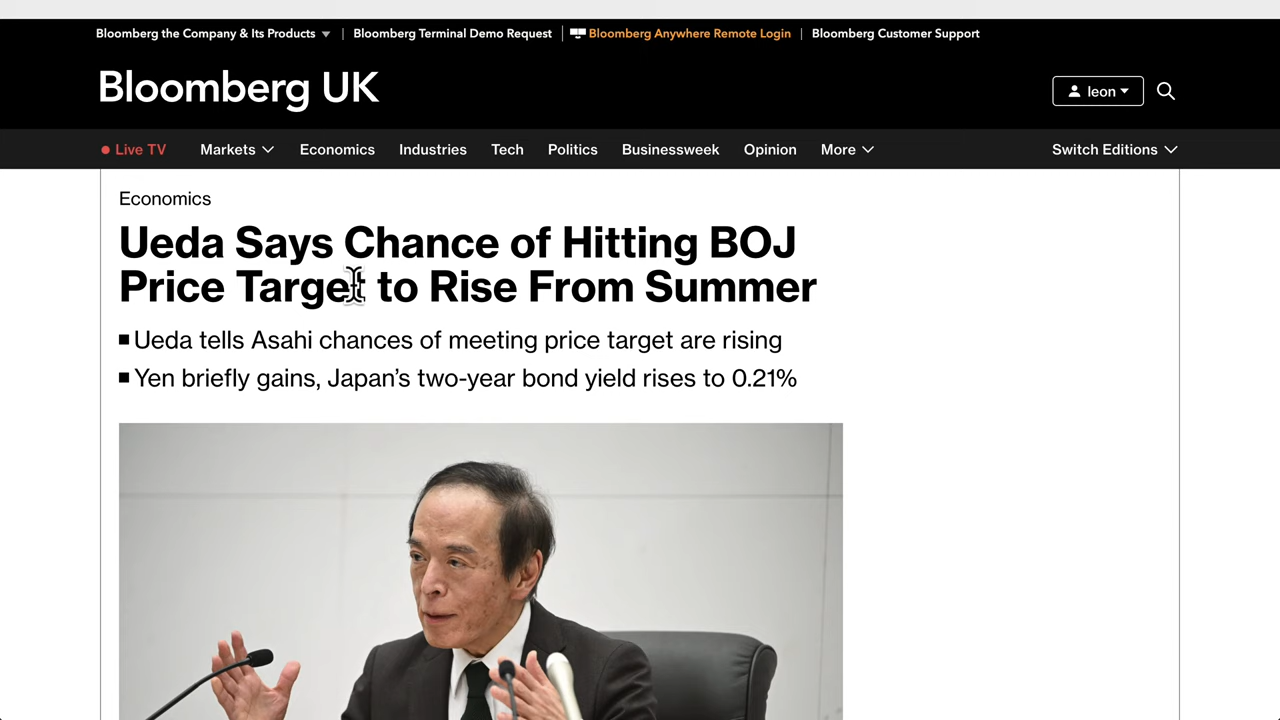 Bloomberg the Company & Its Products
Bloomberg Terminal Demo Request
Bloomberg Anywhere Remote Login
Bloomberg Customer Support
Bloomberg UK
leon
Live TV
Markets
Economics
Industries
Tech
Politics
Businessweek
Opinion
More
Switch Editions
Economics
Ueda Says Chance of Hitting BOJ
Price Target to Rise From Summer
Ueda tells Asahi chances of meeting price target are rising
Yen briefly gains, Japan’s two-year bond yield rises to 0.21%